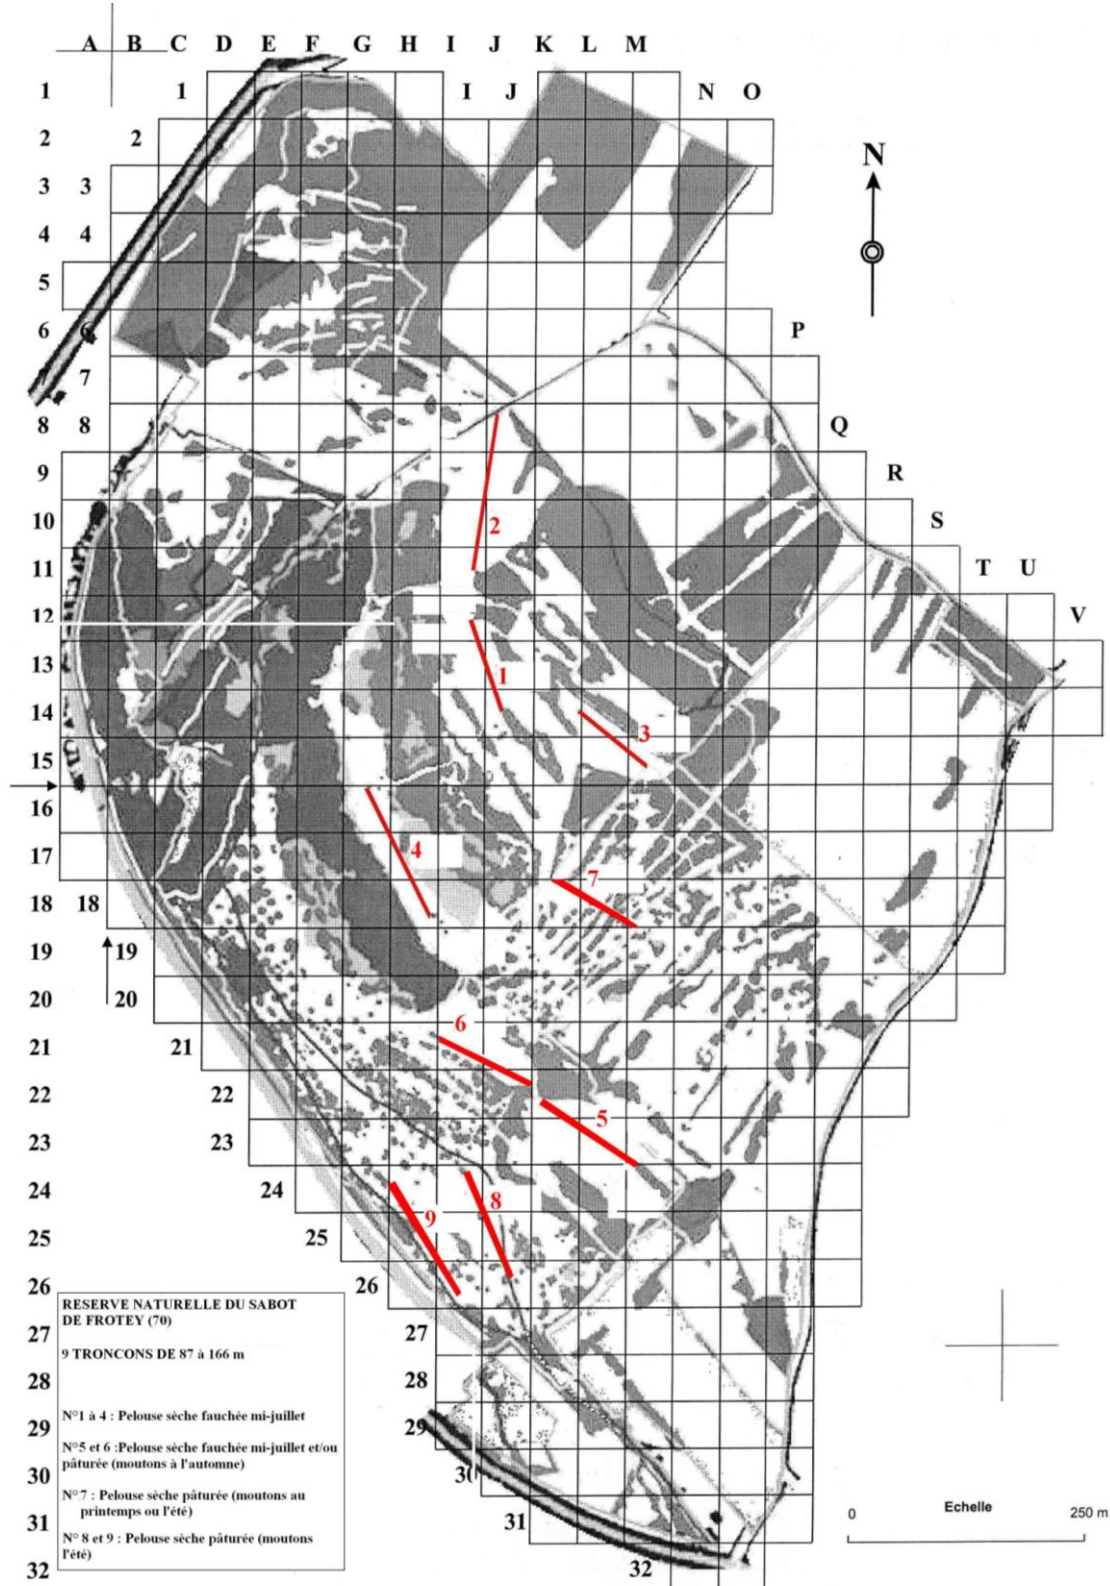 A B C D E F G H I J K L M
1 1 I J N O
2 2
N
3 3
4 4
5
6 6 P
7
8 8 Q
9 R
10 S
2
11 T U
12 V
13 1
14 3
15
16
17 4 7
18 18
19 19
20 20
6
21 21
22 22 5
23 23
24 24 8
25 25 9
26 26
RESERVE NATURELLE DU SABOT
DE FROTEY (70)
27 27
9 TRONCONS DE 87 à 166 m
28 28
N°1 à 4 : Pelouse sèche fauchée mi-juillet
29 29
N°5 et 6 :Pelouse sèche fauchée mi-juillet et/ou
pâturée (moutons à l'automne)
30 30
N°7 : Pelouse sèche pâturée (moutons au
printemps ou l'été)
31 31
Echelle
0 250 m
N° 8 et 9 : Pelouse sèche pâturée (moutons
l'été)
32 32